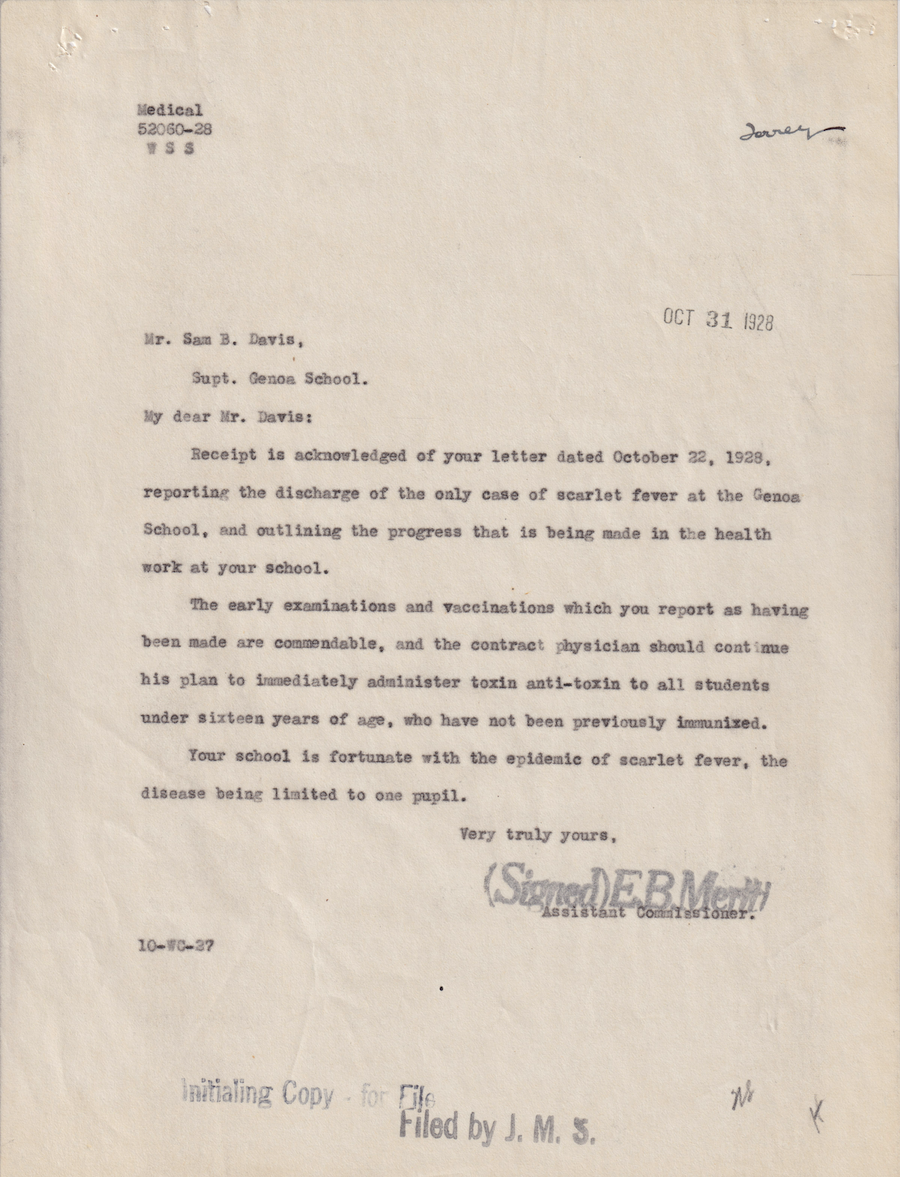 Medical
52060-28
W S S
OCT 31 1928
Mr. Sam B. Davis,
Supt. Genoa School.
My dear Mr. Davis:
Receipt is acknowledged of your letter dated October 22, 1928,
reporting the discharge of the only case of scarlet fever at the Genoa
School, and outlining the progress that is being made in the health
work at your school.
The early examinations and vaccinations which you report as having
been made are commendable, and the contract physician should continue
his plan to immediately administer toxin anti-toxin to all students
under sixteen years of age, who have not been previously immunized.
Your school is fortunate with the epidemic of scarlet fever, the
disease being limited to one pupil.
Very truly yours,
(Signed) E.B. Meritt
Assistant Commissioner.
Initialing Copy - for File
Filed by J. M. S.